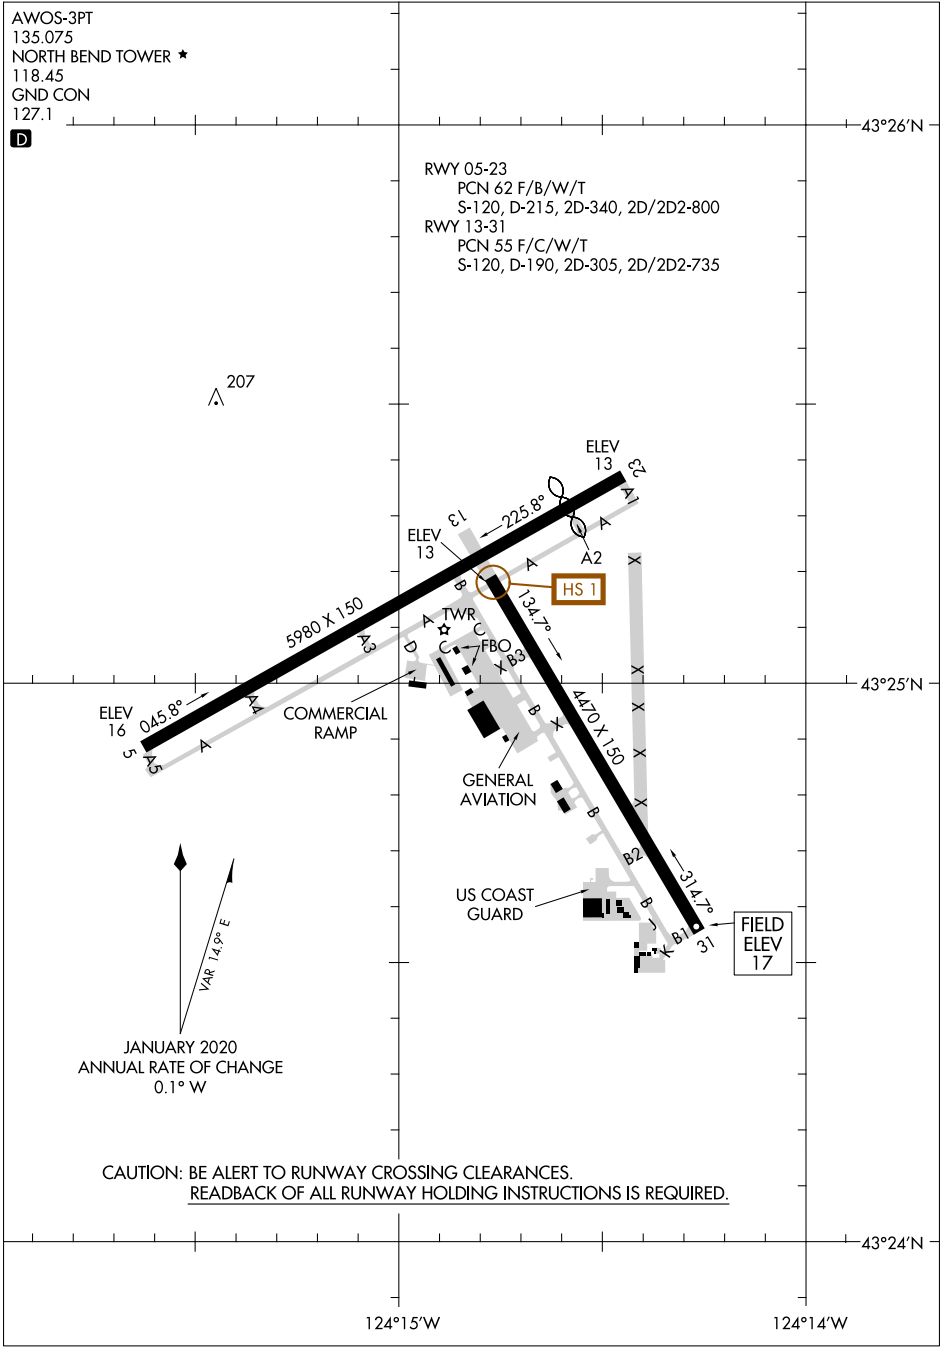 AWOS-3PT
135.075
NORTH BEND TOWER ★
118.45
GND CON
127.1
D
43°26'N
RWY 05-23
PCN 62 F/B/W/T
S-120, D-215, 2D-340, 2D/2D2-800
RWY 13-31
PCN 55 F/C/W/T
S-120, D-190, 2D-305, 2D/2D2-735
207
ELEV
13
23
A1
225.8°
A
13
ELEV
13
A2
A
HS 1
X
B
134.7°
5980 X 150
TWR
A
C
A3
D
C
FBO
B3
X
X
43°25'N
A4
045.8°
ELEV
16
COMMERCIAL
RAMP
4470 X 150
B
X
X
5
A5
A
X
GENERAL
AVIATION
X
B
B2
314.7°
US COAST
GUARD
B
J
K
B1
31
FIELD
ELEV
17
VAR 14.9° E
JANUARY 2020
ANNUAL RATE OF CHANGE
0.1° W
CAUTION: BE ALERT TO RUNWAY CROSSING CLEARANCES.
READBACK OF ALL RUNWAY HOLDING INSTRUCTIONS IS REQUIRED.
43°24'N
124°15'W
124°14'W